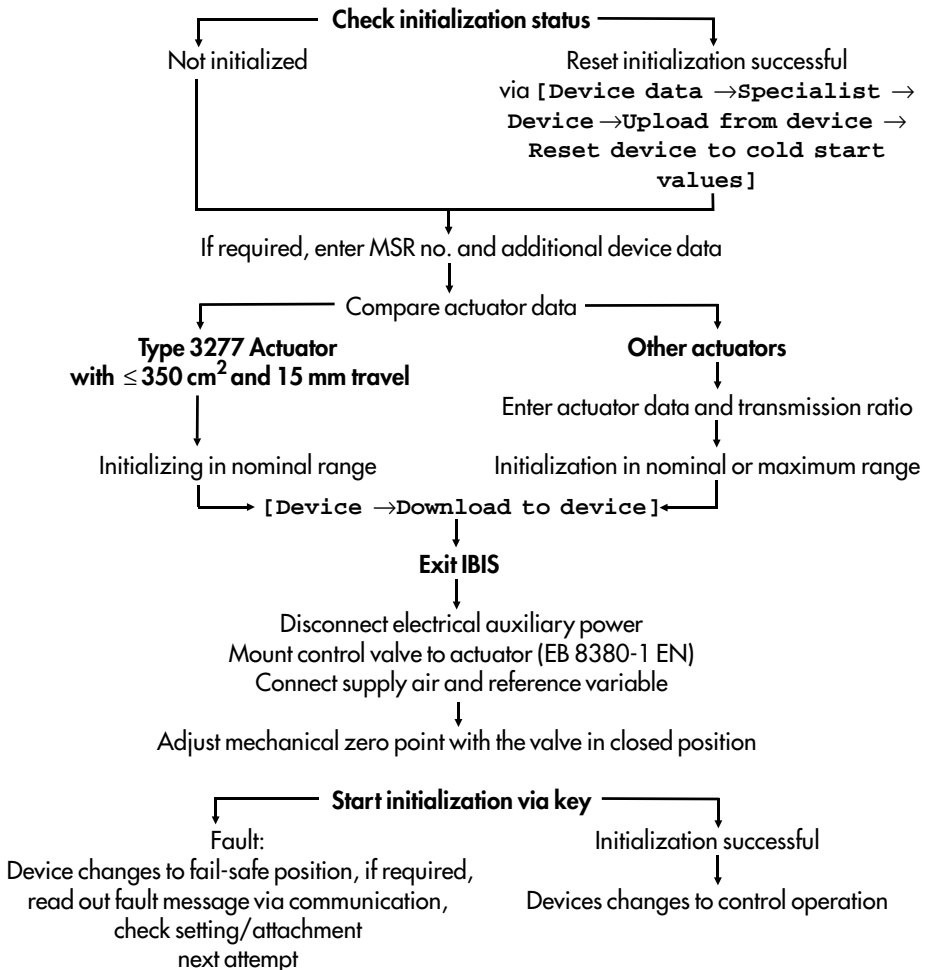 Check initialization status
Not initialized
Reset initialization successful
via [Device data →Specialist →
Device →Upload from device →
Reset device to cold start
values]
If required, enter MSR no. and additional device data
Compare actuator data
Type 3277 Actuator
with ≤ 350 cm² and 15 mm travel
Other actuators
Enter actuator data and transmission ratio
Initializing in nominal range
Initialization in nominal or maximum range
[Device →Download to device]
Exit IBIS
Disconnect electrical auxiliary power
Mount control valve to actuator (EB 8380-1 EN)
Connect supply air and reference variable
Adjust mechanical zero point with the valve in closed position
Start initialization via key
Fault:
Device changes to fail-safe position, if required,
read out fault message via communication,
check setting/attachment
next attempt
Initialization successful
Devices changes to control operation